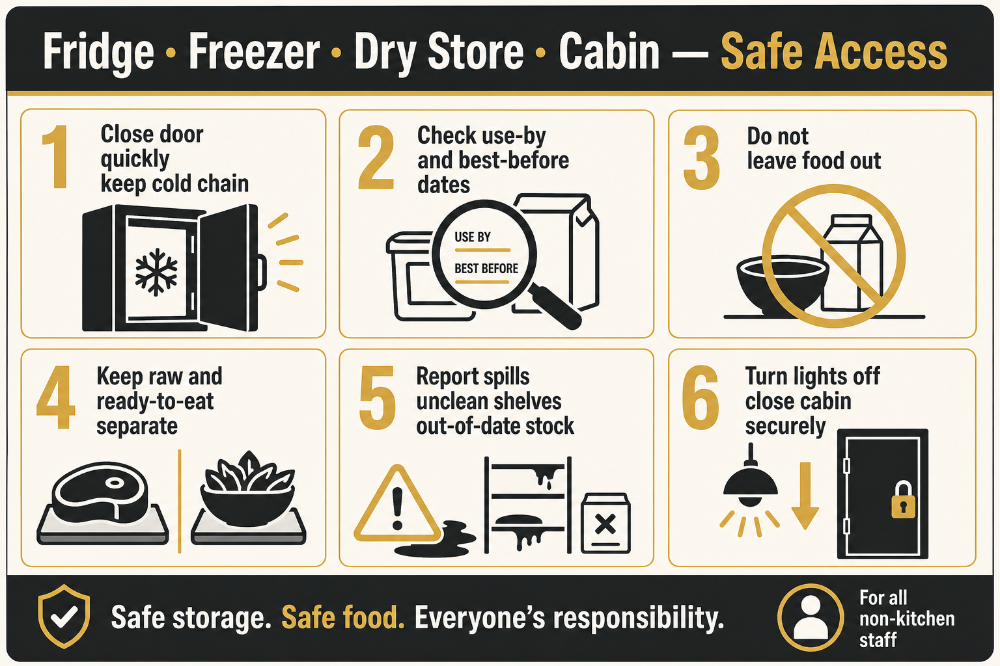 Fridge • Freezer • Dry Store • Cabin — Safe Access
1
Close door
quickly
keep cold chain
2
Check use-by
and best-before
dates
USE BY
BEST BEFORE
3
Do not
leave food out
4
Keep raw and
ready-to-eat
separate
5
Report spills
unclean shelves
out-of-date stock
6
Turn lights off
close cabin
securely
Safe storage. Safe food. Everyone’s responsibility.
For all
non-kitchen
staff